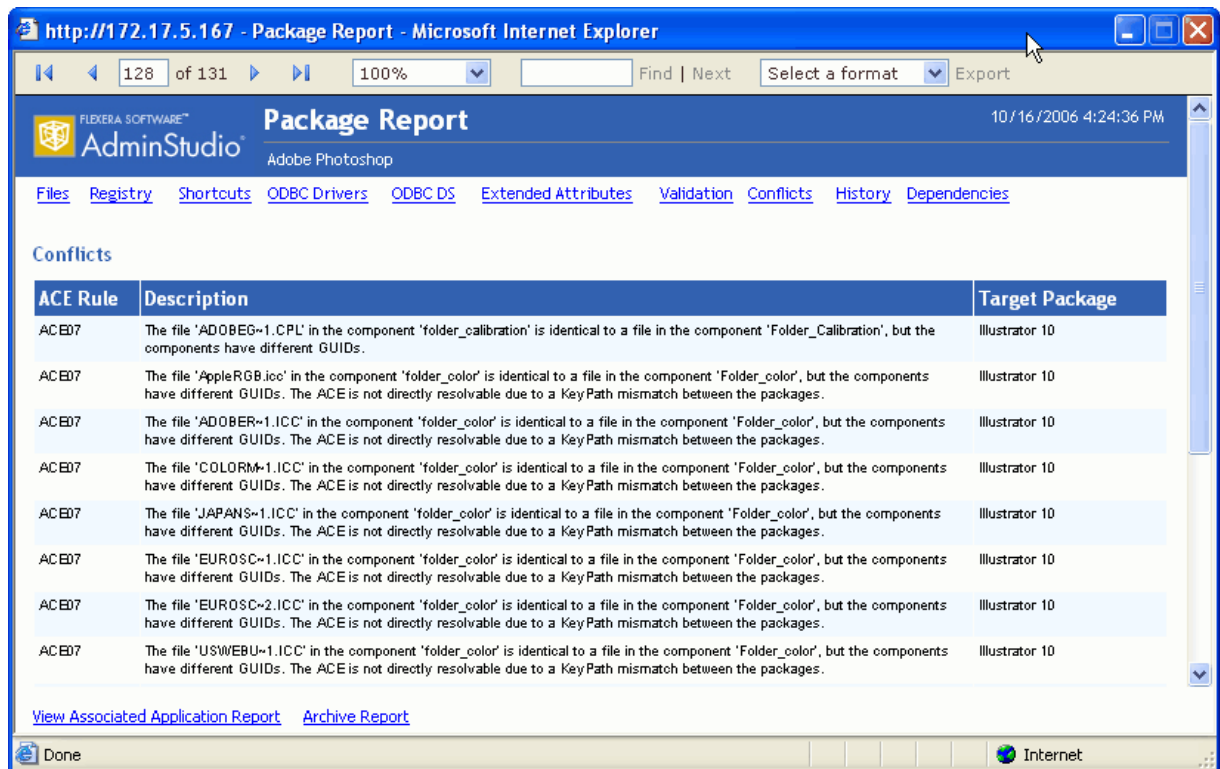 http://172.17.5.167 - Package Report - Microsoft Internet Explorer
128 of 131 100% Find | Next Select a format Export
FLEXERA SOFTWARE™
AdminStudio®
Package Report
10/16/2006 4:24:36 PM
Adobe Photoshop
Files Registry Shortcuts ODBC Drivers ODBC DS Extended Attributes Validation Conflicts History Dependencies
Conflicts
ACE Rule Description Target Package
ACE07 The file 'ADOBEG~1.CPL' in the component 'folder_calibration' is identical to a file in the component 'Folder_Calibration', but the Illustrator 10
components have different GUIDs.
ACE07 The file 'AppleRGB.icc' in the component 'folder_color' is identical to a file in the component 'Folder_color', but the components Illustrator 10
have different GUIDs. The ACE is not directly resolvable due to a KeyPath mismatch between the packages.
ACE07 The file 'ADOBER~1.ICC' in the component 'folder_color' is identical to a file in the component 'Folder_color', but the components Illustrator 10
have different GUIDs. The ACE is not directly resolvable due to a KeyPath mismatch between the packages.
ACE07 The file 'COLORM~1.ICC' in the component 'folder_color' is identical to a file in the component 'Folder_color', but the components Illustrator 10
have different GUIDs. The ACE is not directly resolvable due to a KeyPath mismatch between the packages.
ACE07 The file 'JAPANS~1.ICC' in the component 'folder_color' is identical to a file in the component 'Folder_color', but the components Illustrator 10
have different GUIDs. The ACE is not directly resolvable due to a KeyPath mismatch between the packages.
ACE07 The file 'EUROSC~1.ICC' in the component 'folder_color' is identical to a file in the component 'Folder_color', but the components Illustrator 10
have different GUIDs. The ACE is not directly resolvable due to a KeyPath mismatch between the packages.
ACE07 The file 'EUROSC~2.ICC' in the component 'folder_color' is identical to a file in the component 'Folder_color', but the components Illustrator 10
have different GUIDs. The ACE is not directly resolvable due to a KeyPath mismatch between the packages.
ACE07 The file 'USWEBU~1.ICC' in the component 'folder_color' is identical to a file in the component 'Folder_color', but the components Illustrator 10
have different GUIDs. The ACE is not directly resolvable due to a KeyPath mismatch between the packages.
View Associated Application Report Archive Report
Done Internet